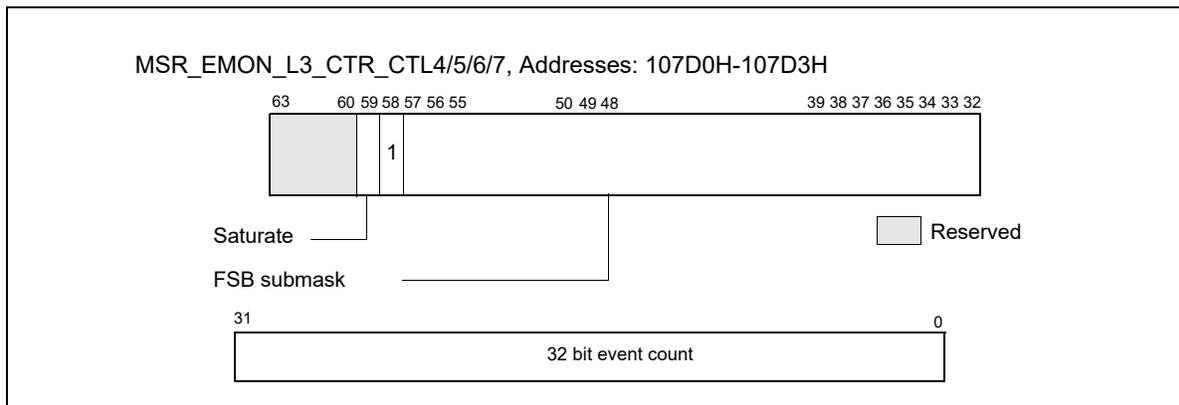 MSR_EMON_L3_CTR_CTL4/5/6/7, Addresses: 107D0H-107D3H
63 60 59 58 57 56 55 50 49 48 39 38 37 36 35 34 33 32
1
Saturate
Reserved
FSB submask
31 0
32 bit event count